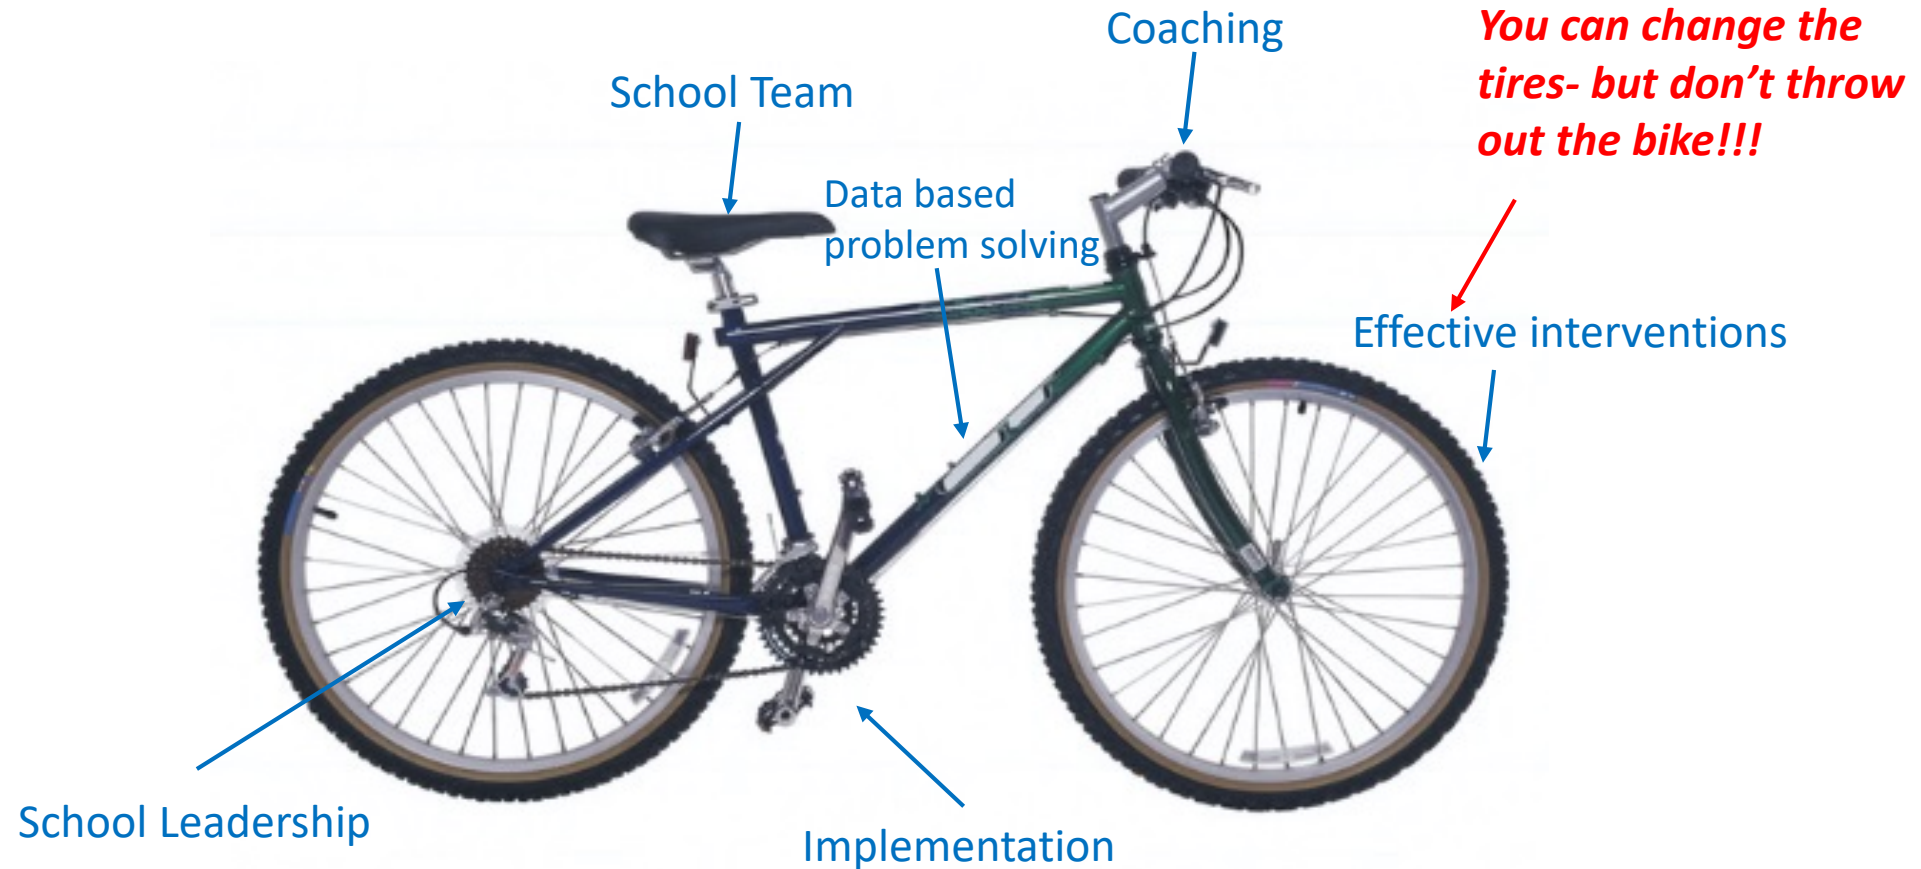 Coaching
You can change the
tires- but don’t throw
out the bike!!!
School Team
Data based
problem solving
Effective interventions
School Leadership
Implementation